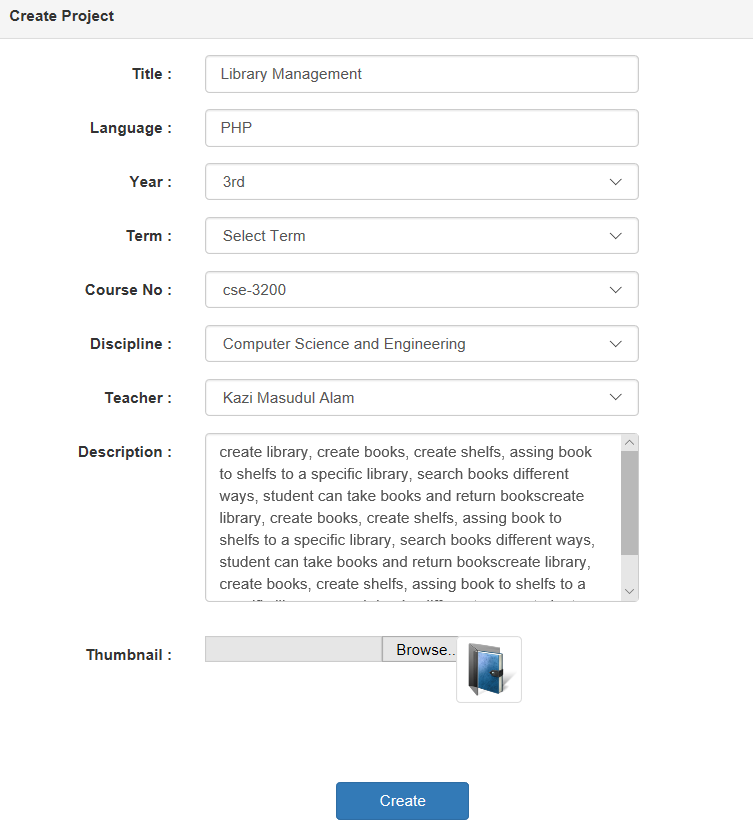 Create Project
Title : Library Management
Language : PHP
Year : 3rd
Term : Select Term
Course No : cse-3200
Discipline : Computer Science and Engineering
Teacher : Kazi Masudul Alam
Description : create library, create books, create shelfs, assing book
to shelfs to a specific library, search books different
ways, student can take books and return bookscreate
library, create books, create shelfs, assing book to
shelfs to a specific library, search books different ways,
student can take books and return bookscreate library,
create books, create shelfs, assing book to shelfs to a
Thumbnail : Browse..
Create